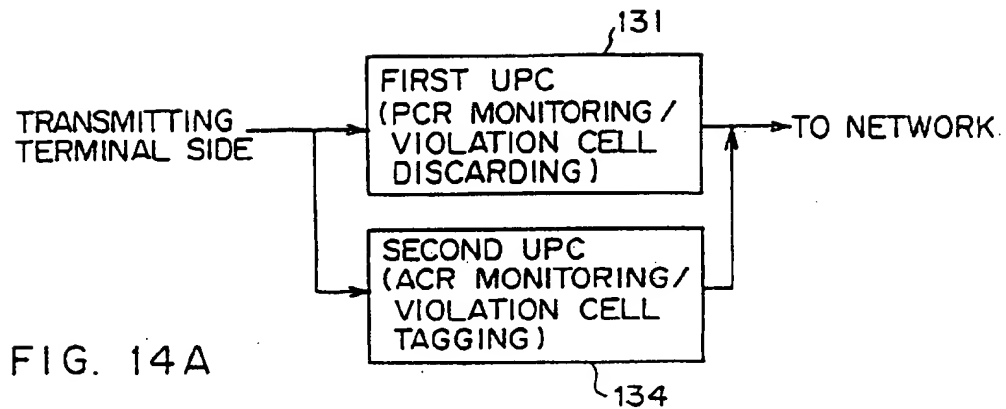 131
TRANSMITTING
TERMINAL SIDE
FIRST UPC
(PCR MONITORING/
VIOLATION CELL
DISCARDING)
TO NETWORK
SECOND UPC
(ACR MONITORING/
VIOLATION CELL
TAGGING)
134
FIG. 14A